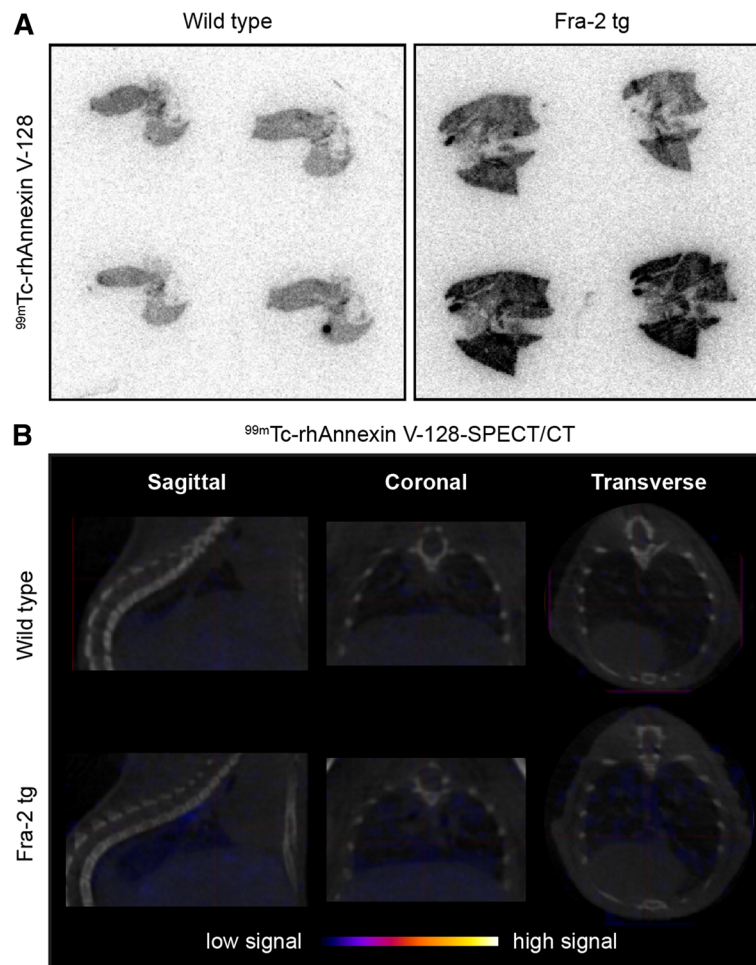 A
Wild type
Fra-2 tg
99mTc-rhAnnexin V-128
B
99mTc-rhAnnexin V-128-SPECT/CT
Sagittal
Coronal
Transverse
Wild type
Fra-2 tg
low signal
high signal